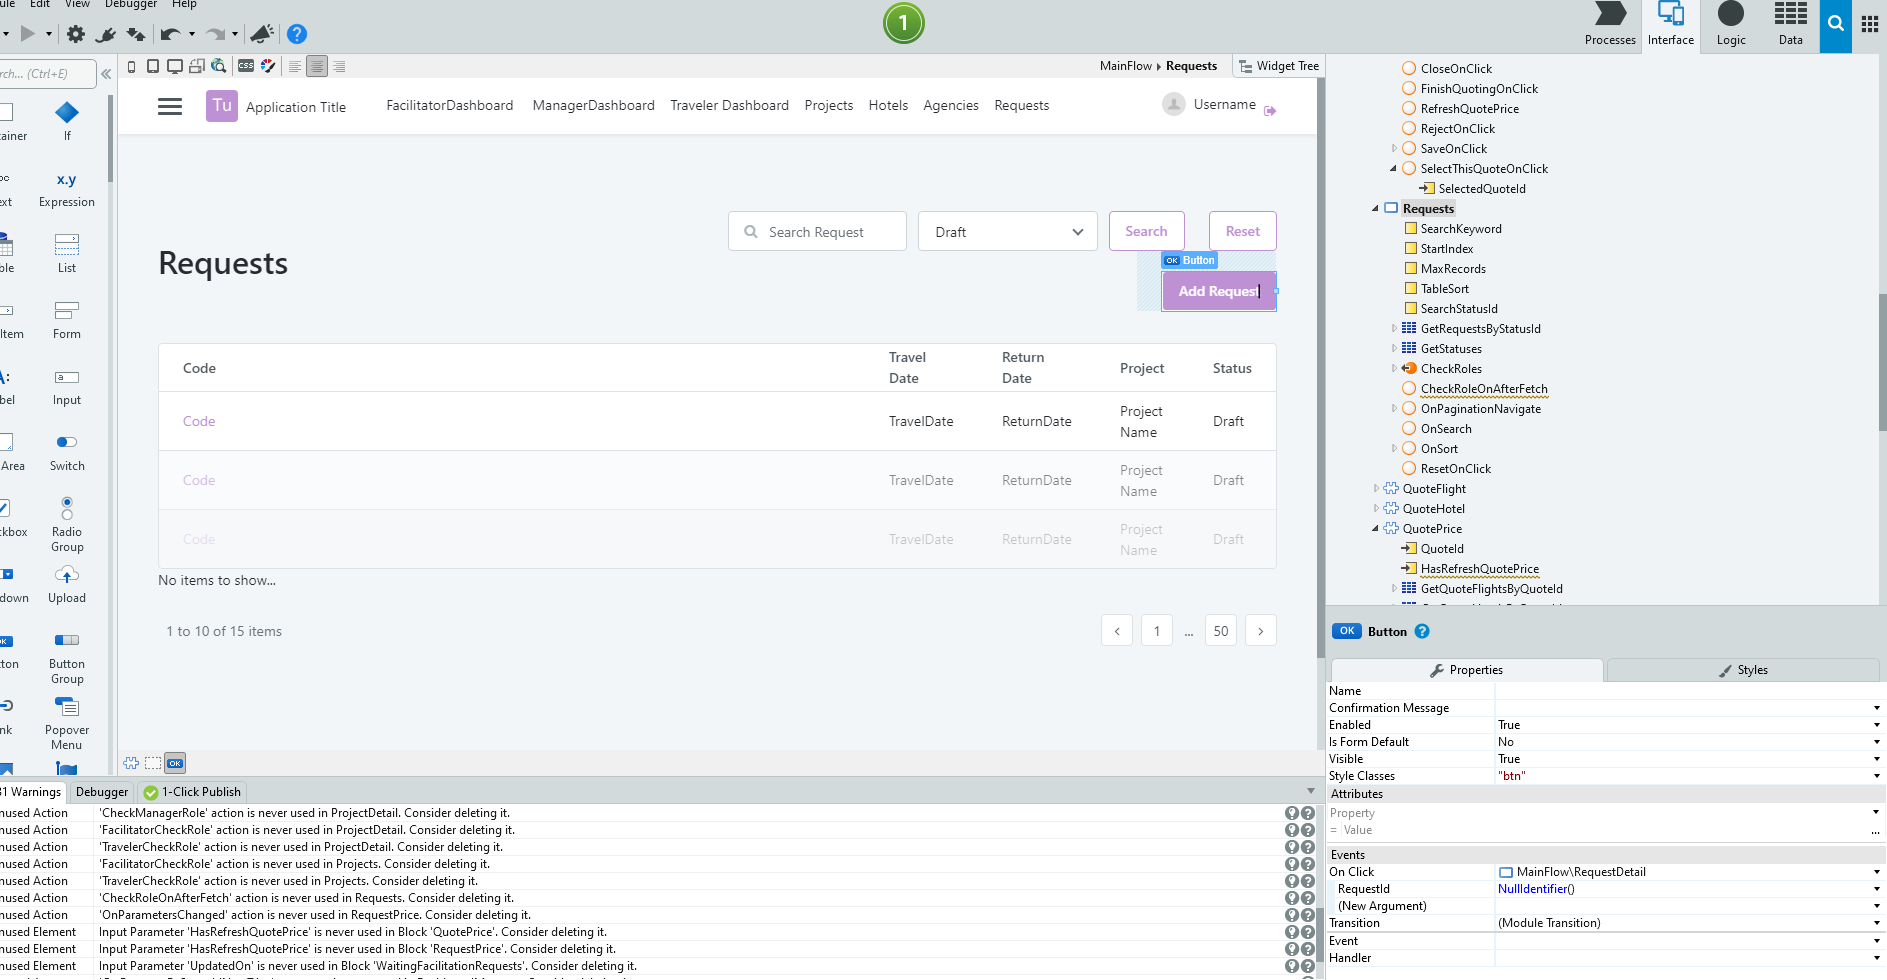 ule Edit View Debugger Help
1
Processes Interface Logic Data
rch... (Ctrl+E)
MainFlow Requests Widget Tree
CSS
Tu Application Title FacilitatorDashboard ManagerDashboard Traveler Dashboard Projects Hotels Agencies Requests Username
ainer If
x.y
ext Expression
ble List
Item Form
a
bel Input
Area Switch
kbox Radio Group
down Upload
OK
ton Button Group
nk Popover Menu
Search Request Draft Search Reset
Requests
OK Button
Add Request
Code Travel Date Return Date Project Status
Code TravelDate ReturnDate Project Name Draft
Code TravelDate ReturnDate Project Name Draft
Code TravelDate ReturnDate Project Name Draft
No items to show...
1 to 10 of 15 items < 1 ... 50 >
OK
CloseOnClick
FinishQuotingOnClick
RefreshQuotePrice
RejectOnClick
SaveOnClick
SelectThisQuoteOnClick
SelectedQuoteId
Requests
SearchKeyword
StartIndex
MaxRecords
TableSort
SearchStatusId
GetRequestsByStatusId
GetStatuses
CheckRoles
CheckRoleOnAfterFetch
OnPaginationNavigate
OnSearch
OnSort
ResetOnClick
QuoteFlight
QuoteHotel
QuotePrice
QuoteId
HasRefreshQuotePrice
GetQuoteFlightsByQuoteId
OK Button ?
Properties Styles
Name
Confirmation Message
Enabled True
Is Form Default No
Visible True
Style Classes "btn"
Attributes
Property
= Value ...
Events
On Click MainFlow\RequestDetail
RequestId NullIdentifier()
(New Argument)
Transition (Module Transition)
Event
Handler
31 Warnings Debugger 1-Click Publish
nused Action 'CheckManagerRole' action is never used in ProjectDetail. Consider deleting it.
nused Action 'FacilitatorCheckRole' action is never used in ProjectDetail. Consider deleting it.
nused Action 'TravelerCheckRole' action is never used in ProjectDetail. Consider deleting it.
nused Action 'FacilitatorCheckRole' action is never used in Projects. Consider deleting it.
nused Action 'TravelerCheckRole' action is never used in Projects. Consider deleting it.
nused Action 'CheckRoleOnAfterFetch' action is never used in Requests. Consider deleting it.
nused Action 'OnParametersChanged' action is never used in RequestPrice. Consider deleting it.
nused Element Input Parameter 'HasRefreshQuotePrice' is never used in Block 'QuotePrice'. Consider deleting it.
nused Element Input Parameter 'HasRefreshQuotePrice' is never used in Block 'RequestPrice'. Consider deleting it.
nused Element Input Parameter 'UpdatedOn' is never used in Block 'WaitingFacilitationRequests'. Consider deleting it.